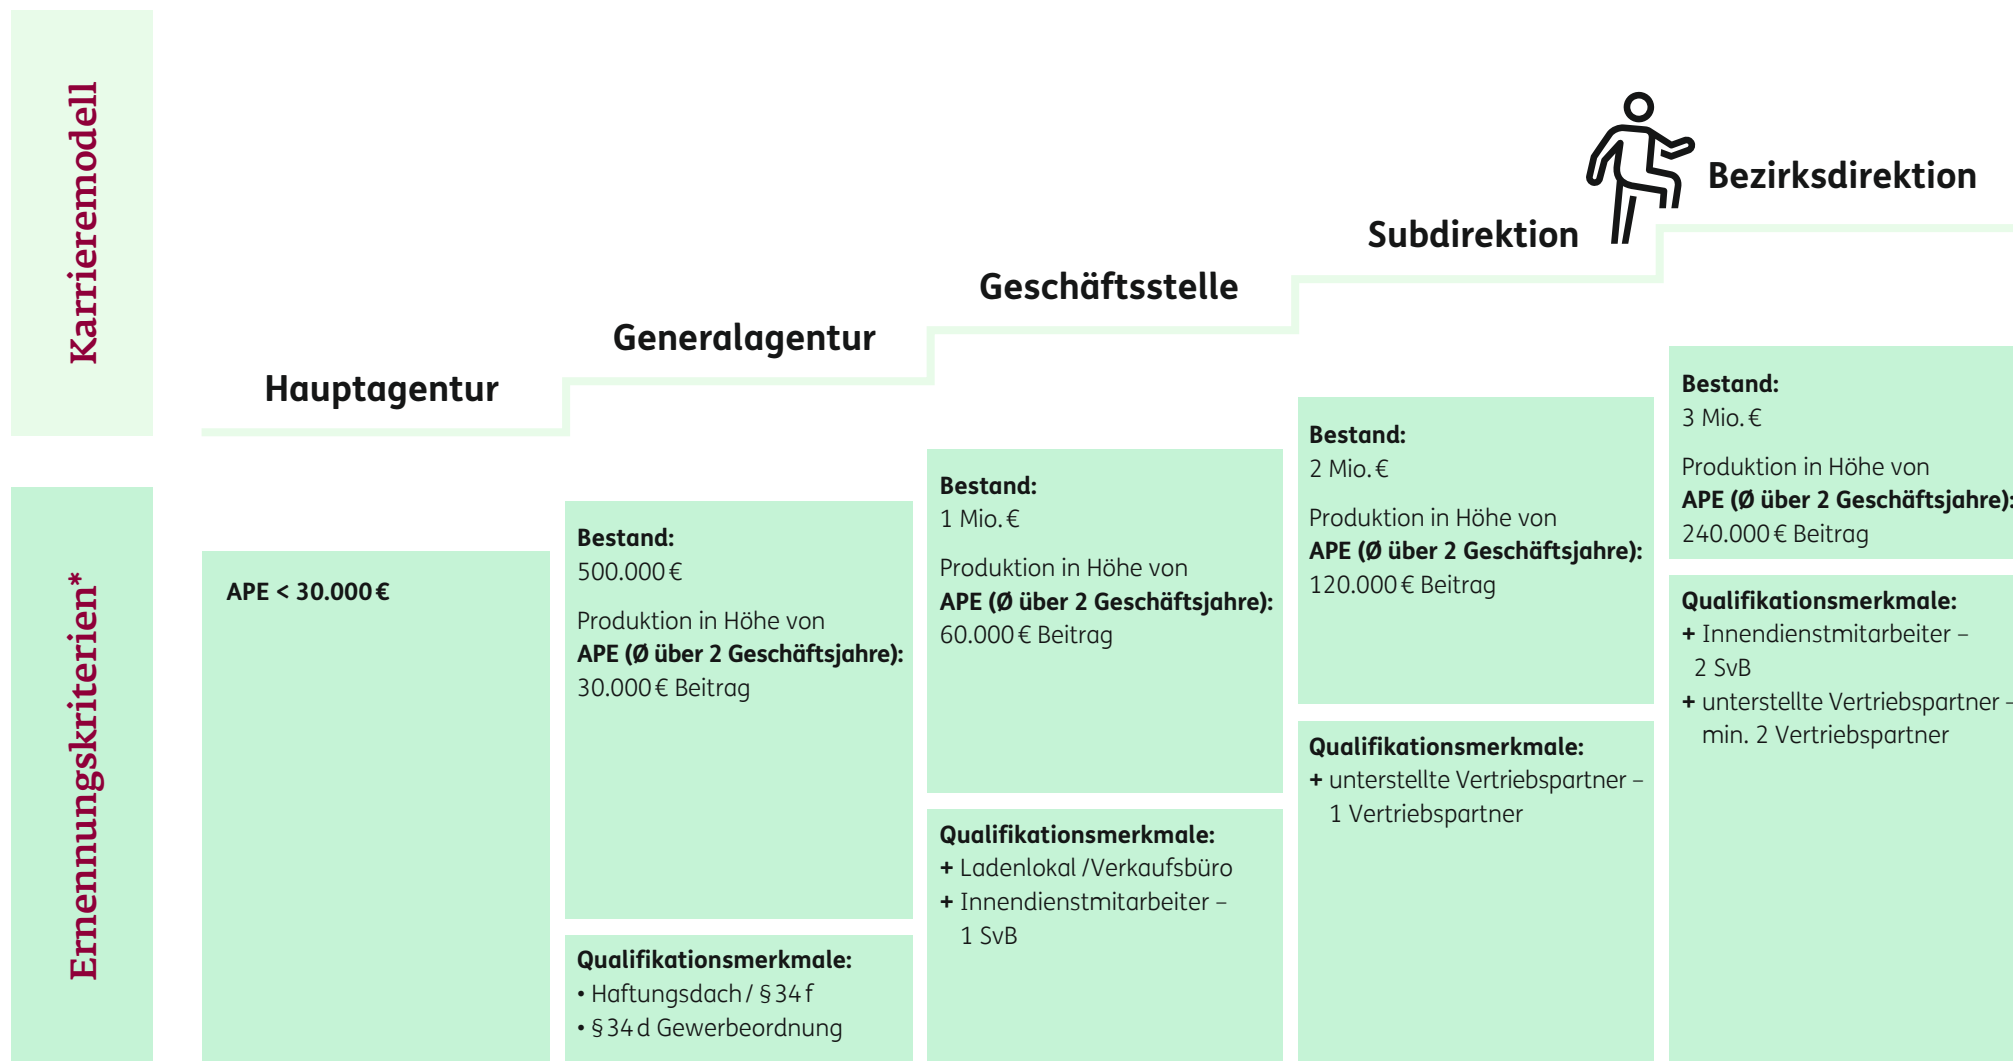 Karrieremodell
Hauptagentur
Generalagentur
Geschäftsstelle
Subdirektion
Bezirksdirektion
Ernennungskriterien*
APE < 30.000 €
Bestand:
500.000 €
Produktion in Höhe von
APE (Ø über 2 Geschäftsjahre):
30.000 € Beitrag
Qualifikationsmerkmale:
• Haftungsdach / § 34 f
• § 34 d Gewerbeordnung
Bestand:
1 Mio. €
Produktion in Höhe von
APE (Ø über 2 Geschäftsjahre):
60.000 € Beitrag
Qualifikationsmerkmale:
+ Ladenlokal /Verkaufsbüro
+ Innendienstmitarbeiter –
1 SvB
Bestand:
2 Mio. €
Produktion in Höhe von
APE (Ø über 2 Geschäftsjahre):
120.000 € Beitrag
Qualifikationsmerkmale:
+ unterstellte Vertriebspartner –
1 Vertriebspartner
Bestand:
3 Mio. €
Produktion in Höhe von
APE (Ø über 2 Geschäftsjahre):
240.000 € Beitrag
Qualifikationsmerkmale:
+ Innendienstmitarbeiter –
2 SvB
+ unterstellte Vertriebspartner –
min. 2 Vertriebspartner